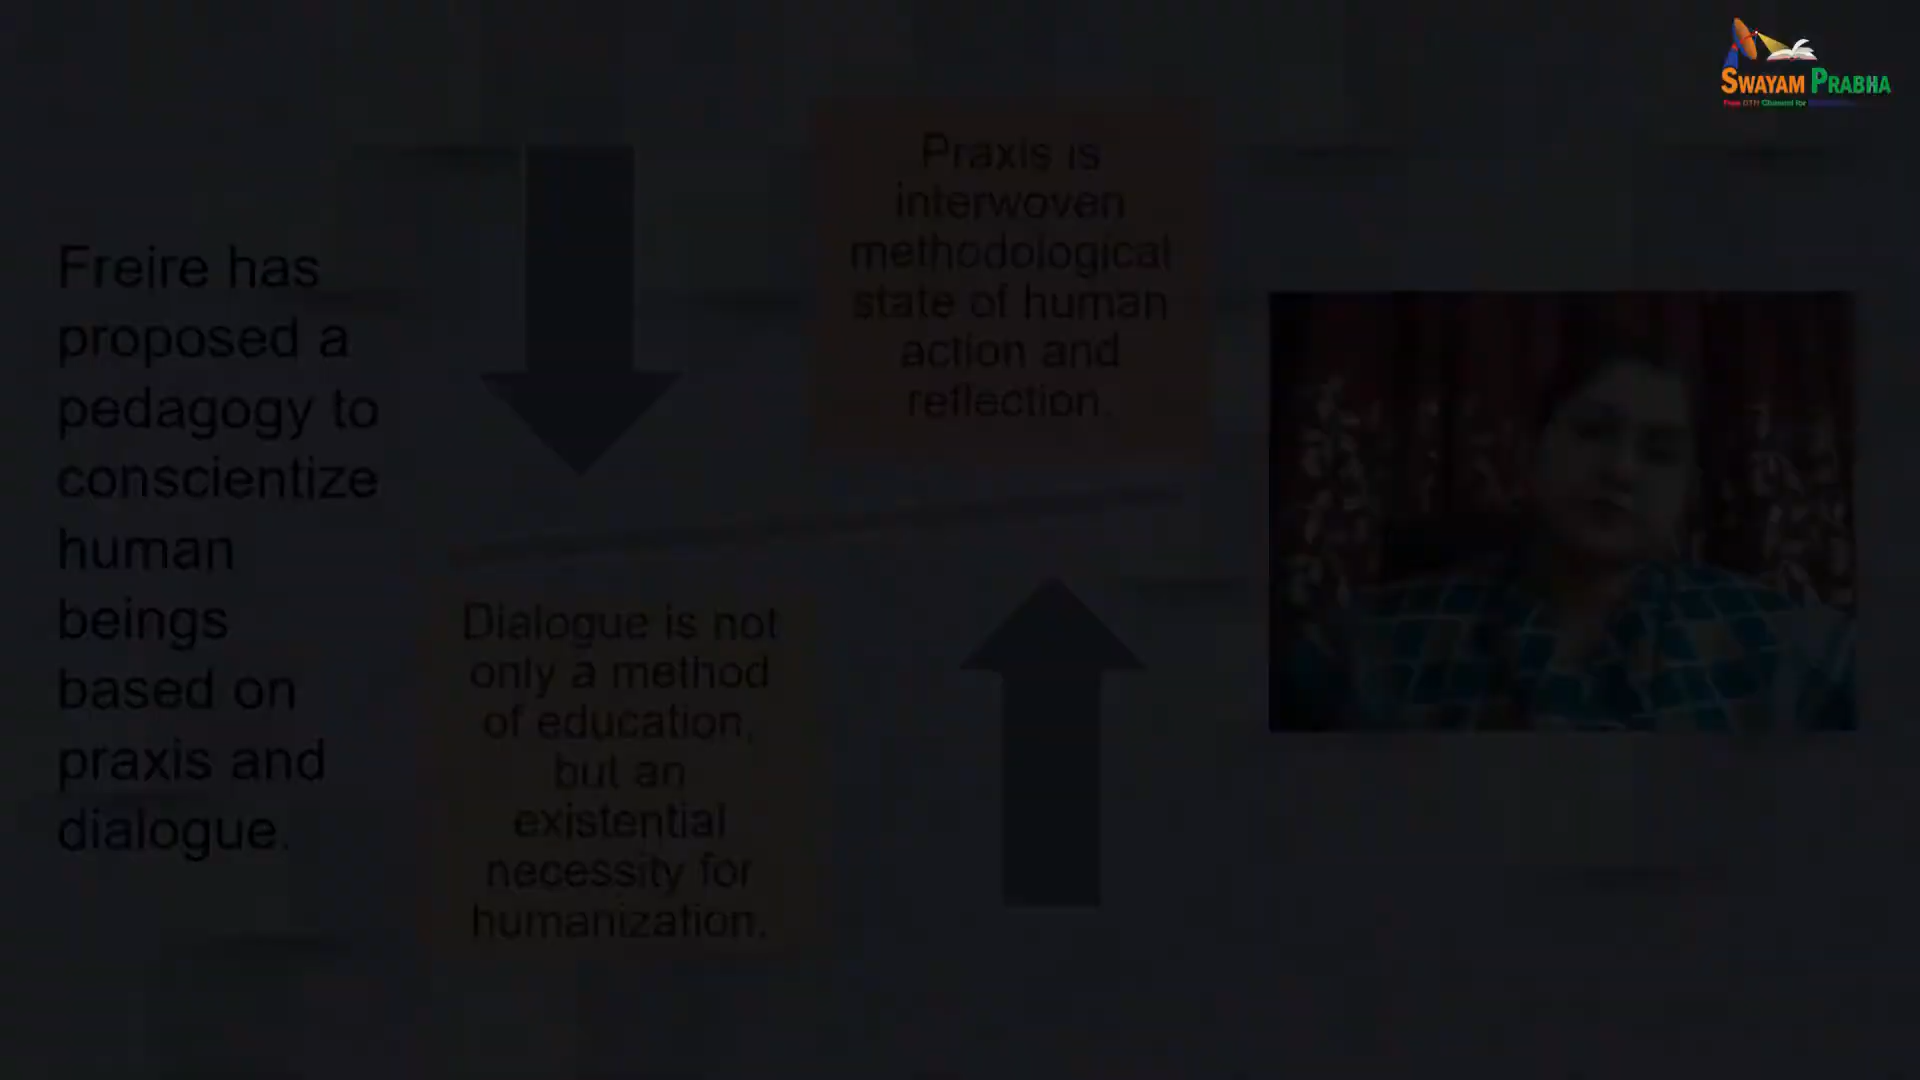 Freire has
proposed a
pedagogy to
conscientize
human
beings
based on
praxis and
dialogue.
Dialogue is not
only a method
of education,
but an
existential
necessity for
humanization.
Praxis is
interwoven
methodological
state of human
action and
reflection.
SWAYAM PRABHA